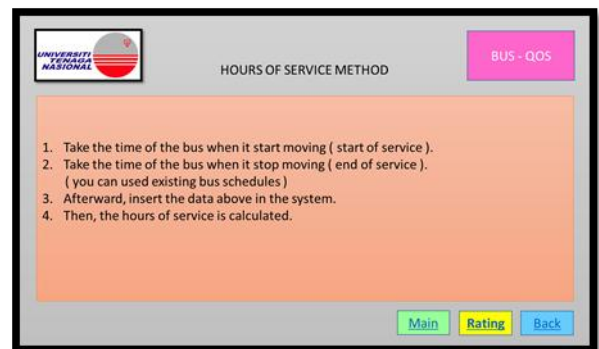 UNIVERSITI
TENAGA
NASIONAL
HOURS OF SERVICE METHOD
BUS - QOS
1. Take the time of the bus when it start moving ( start of service ).
2. Take the time of the bus when it stop moving ( end of service ).
( you can used existing bus schedules )
3. Afterward, insert the data above in the system.
4. Then, the hours of service is calculated.
Main
Rating
Back